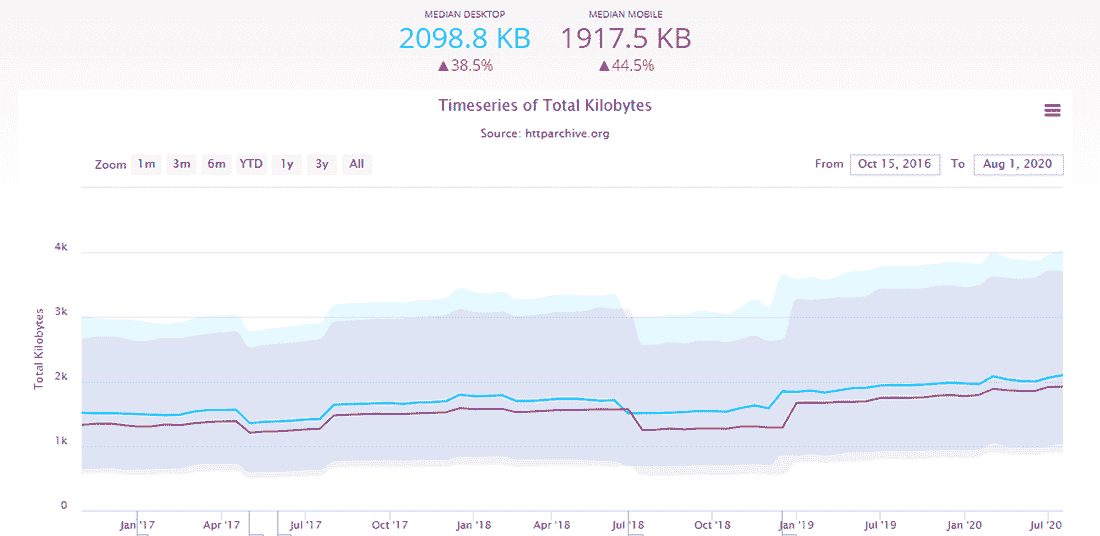 MEDIAN DESKTOP MEDIAN MOBILE
2098.8 KB 1917.5 KB
▲38.5% ▲44.5%
Timeseries of Total Kilobytes
Source: httparchive.org
Zoom 1m 3m 6m YTD 1y 3y All From Oct 15, 2016 To Aug 1, 2020
4k
3k
2k
1k
0
Total Kilobytes
Jan '17 Apr '17 Jul '17 Oct '17 Jan '18 Apr '18 Jul '18 Oct '18 Jan '19 Jul '19 Jan '20 Jul '20